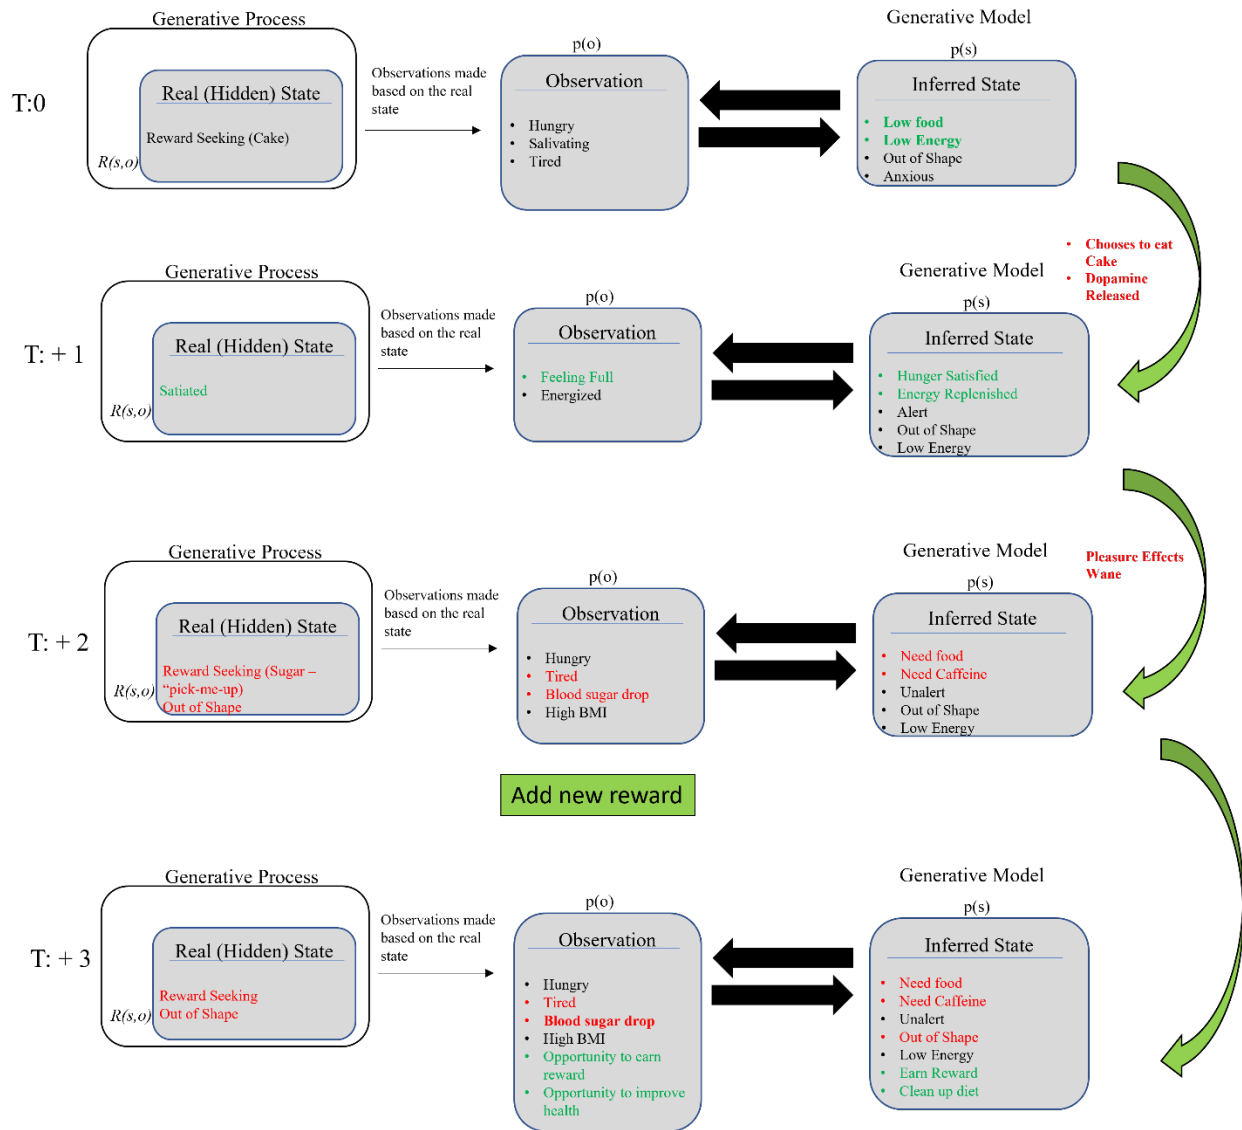 Generative Process
Generative Model
p(o)
p(s)
T:0
Real (Hidden) State
Reward Seeking (Cake)
R(s,o)
Observations made
based on the real
state
Observation
• Hungry
• Salivating
• Tired
Inferred State
• Low food
• Low Energy
• Out of Shape
• Anxious
• Chooses to eat
Cake
• Dopamine
Released
Generative Process
Generative Model
p(o)
p(s)
T: + 1
Real (Hidden) State
Satiated
R(s,o)
Observations made
based on the real
state
Observation
• Feeling Full
• Energized
Inferred State
• Hunger Satisfied
• Energy Replenished
• Alert
• Out of Shape
• Low Energy
Pleasure Effects
Wane
Generative Process
Generative Model
p(o)
p(s)
T: + 2
Real (Hidden) State
Reward Seeking (Sugar –
“pick-me-up)
Out of Shape
R(s,o)
Observations made
based on the real
state
Observation
• Hungry
• Tired
• Blood sugar drop
• High BMI
Inferred State
• Need food
• Need Caffeine
• Unalert
• Out of Shape
• Low Energy
Add new reward
Generative Process
Generative Model
p(o)
p(s)
T: + 3
Real (Hidden) State
Reward Seeking
Out of Shape
R(s,o)
Observations made
based on the real
state
Observation
• Hungry
• Tired
• Blood sugar drop
• High BMI
• Opportunity to earn
reward
• Opportunity to improve
health
Inferred State
• Need food
• Need Caffeine
• Unalert
• Out of Shape
• Low Energy
• Earn Reward
• Clean up diet